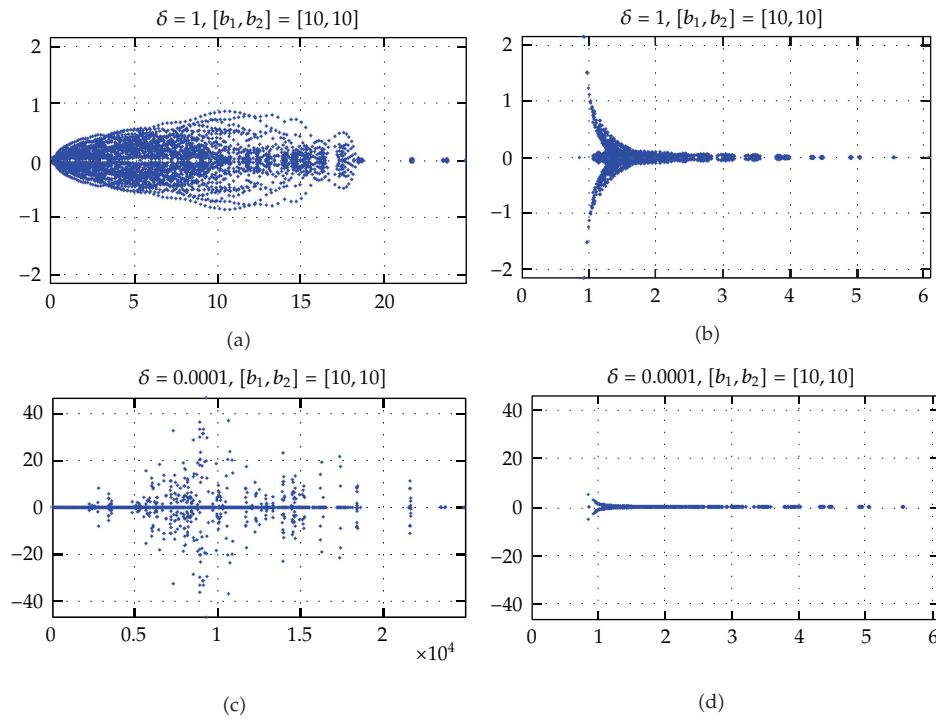 δ = 1, [b₁, b₂] = [10, 10]
2
1
0
−1
−2
0 5 10 15 20
(a)
δ = 1, [b₁, b₂] = [10, 10]
2
1
0
−1
−2
1 2 3 4 5 6
(b)
δ = 0.0001, [b₁, b₂] = [10, 10]
40
20
0
−20
−40
0 0.5 1 1.5 2
×10⁴
(c)
δ = 0.0001, [b₁, b₂] = [10, 10]
40
20
0
−20
−40
0 1 2 3 4 5 6
(d)